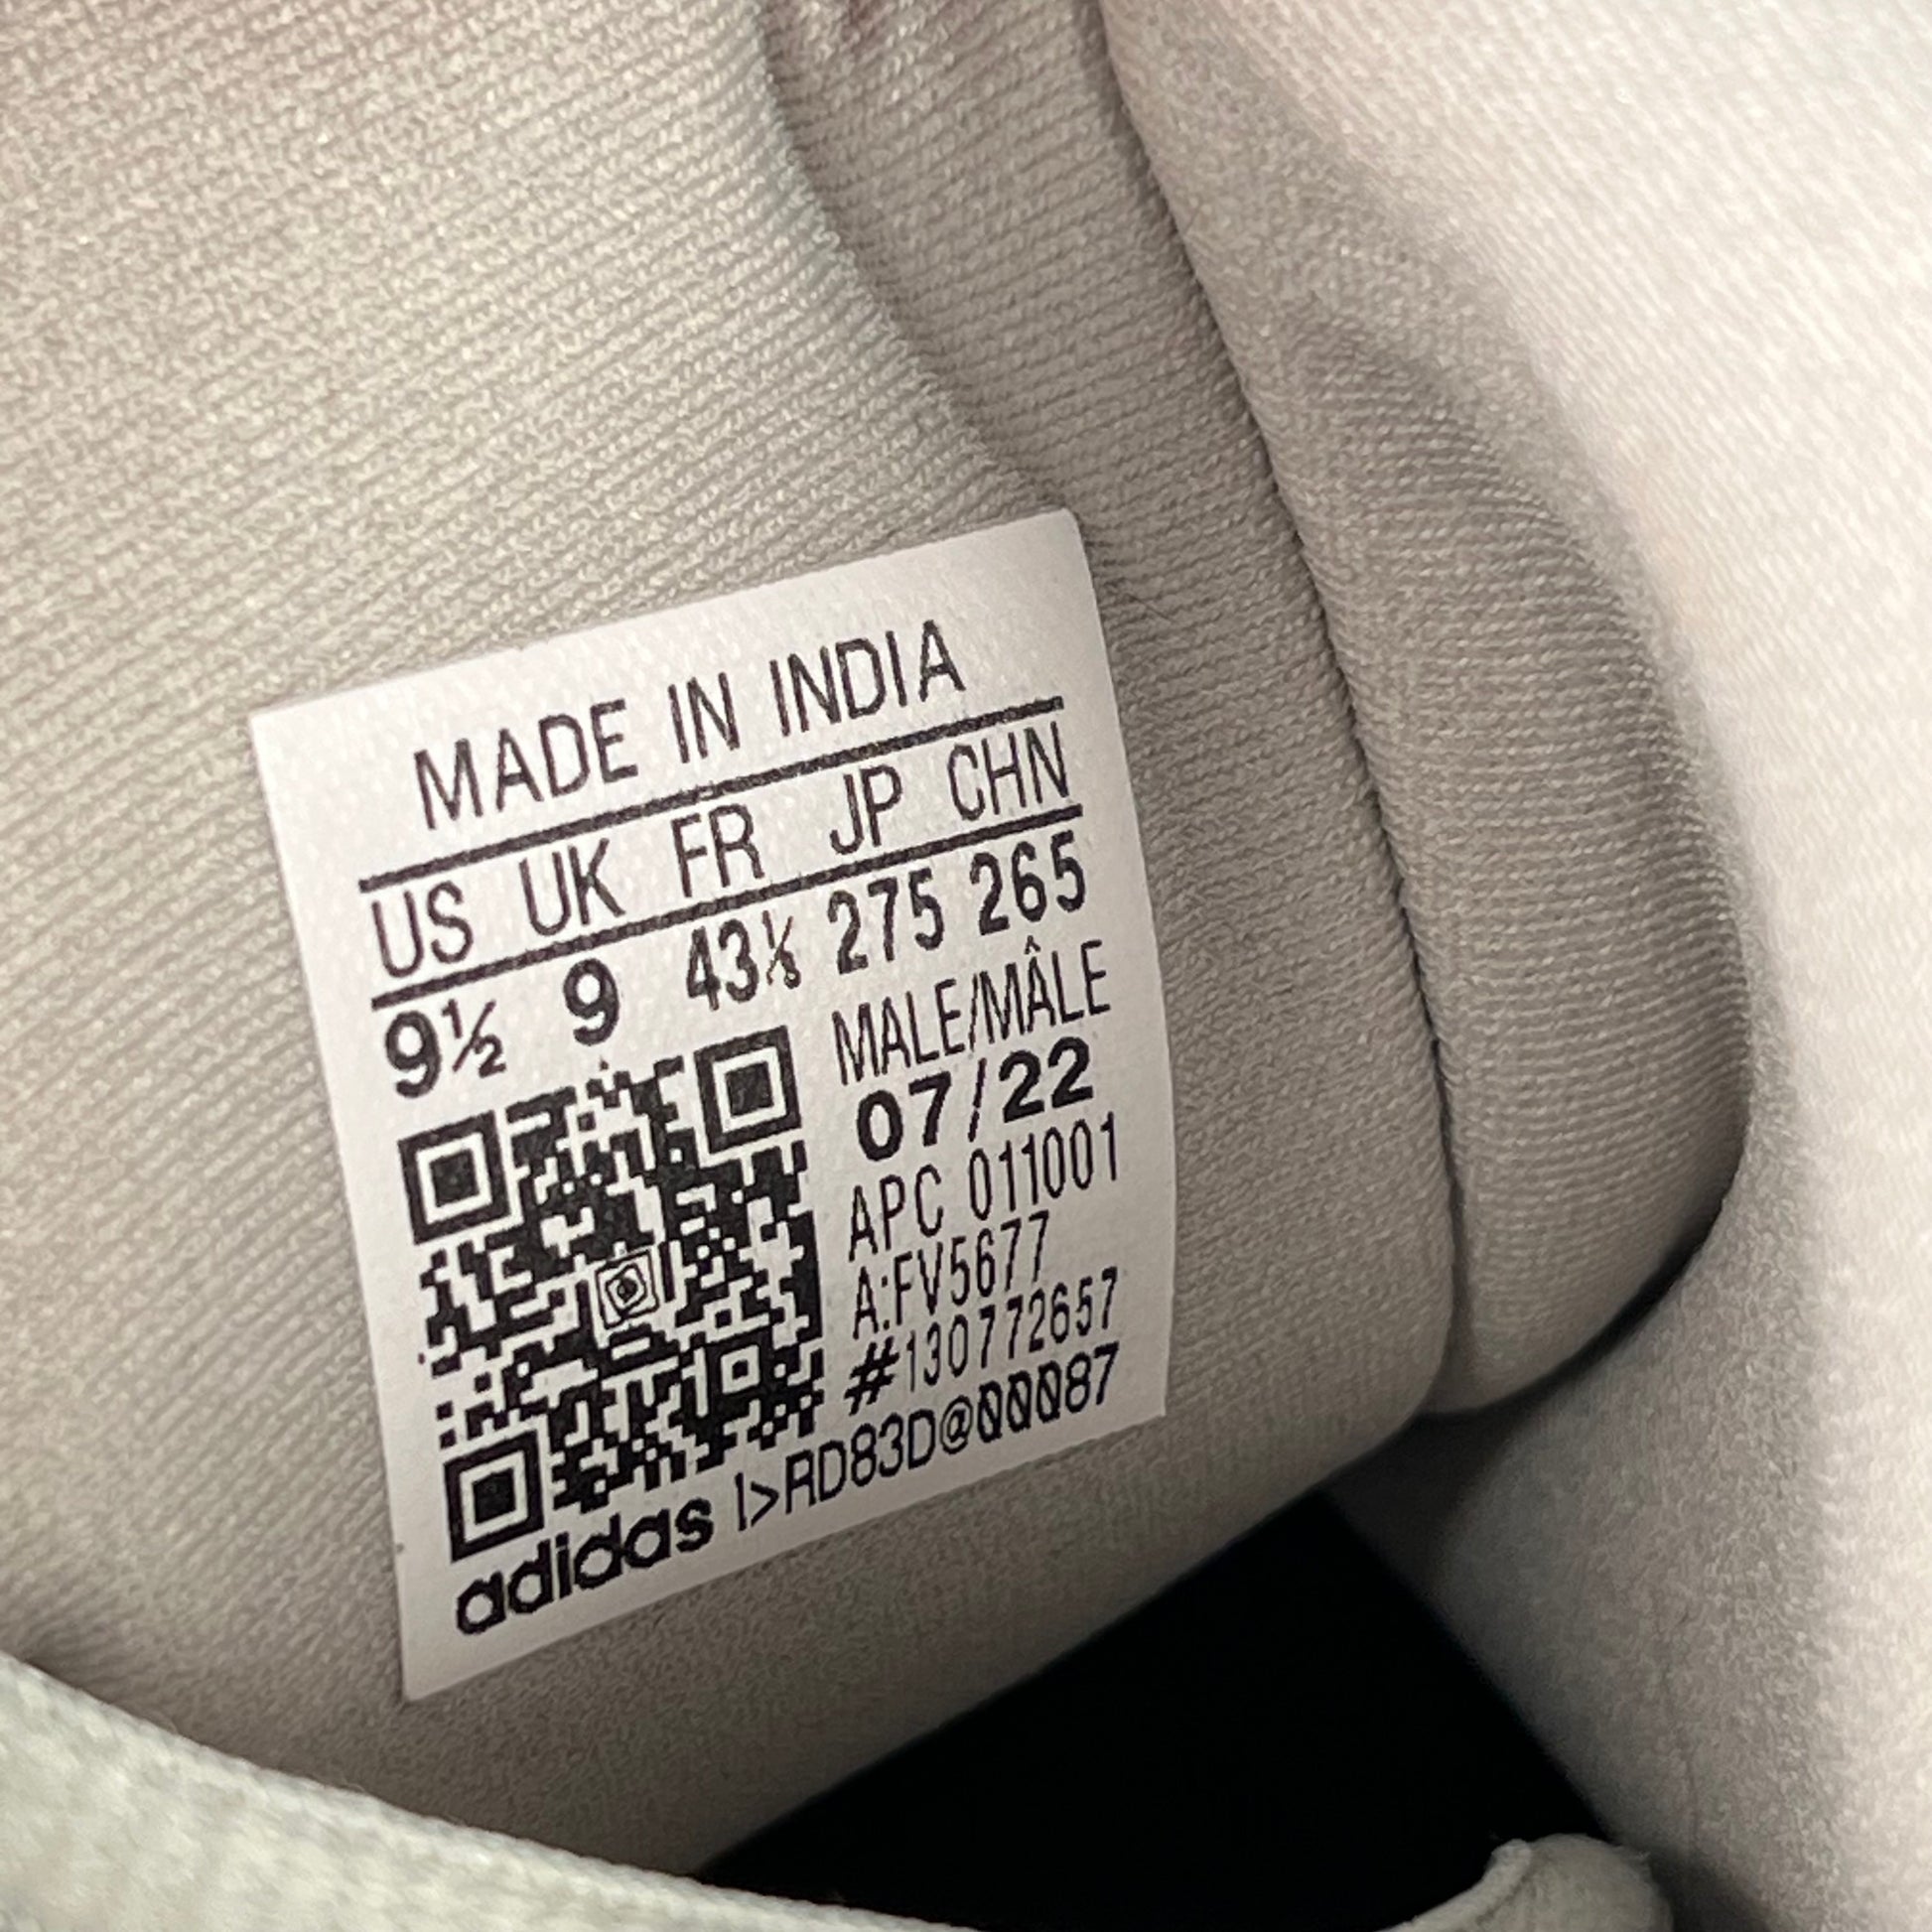 MADE IN INDIA
US UK FR JP CHN
9½ 9 43⅓ 275 265
MALE/MÂLE
07/22
APC 011001
A:FV5677
#130772657
adidas |>RD83D@00087